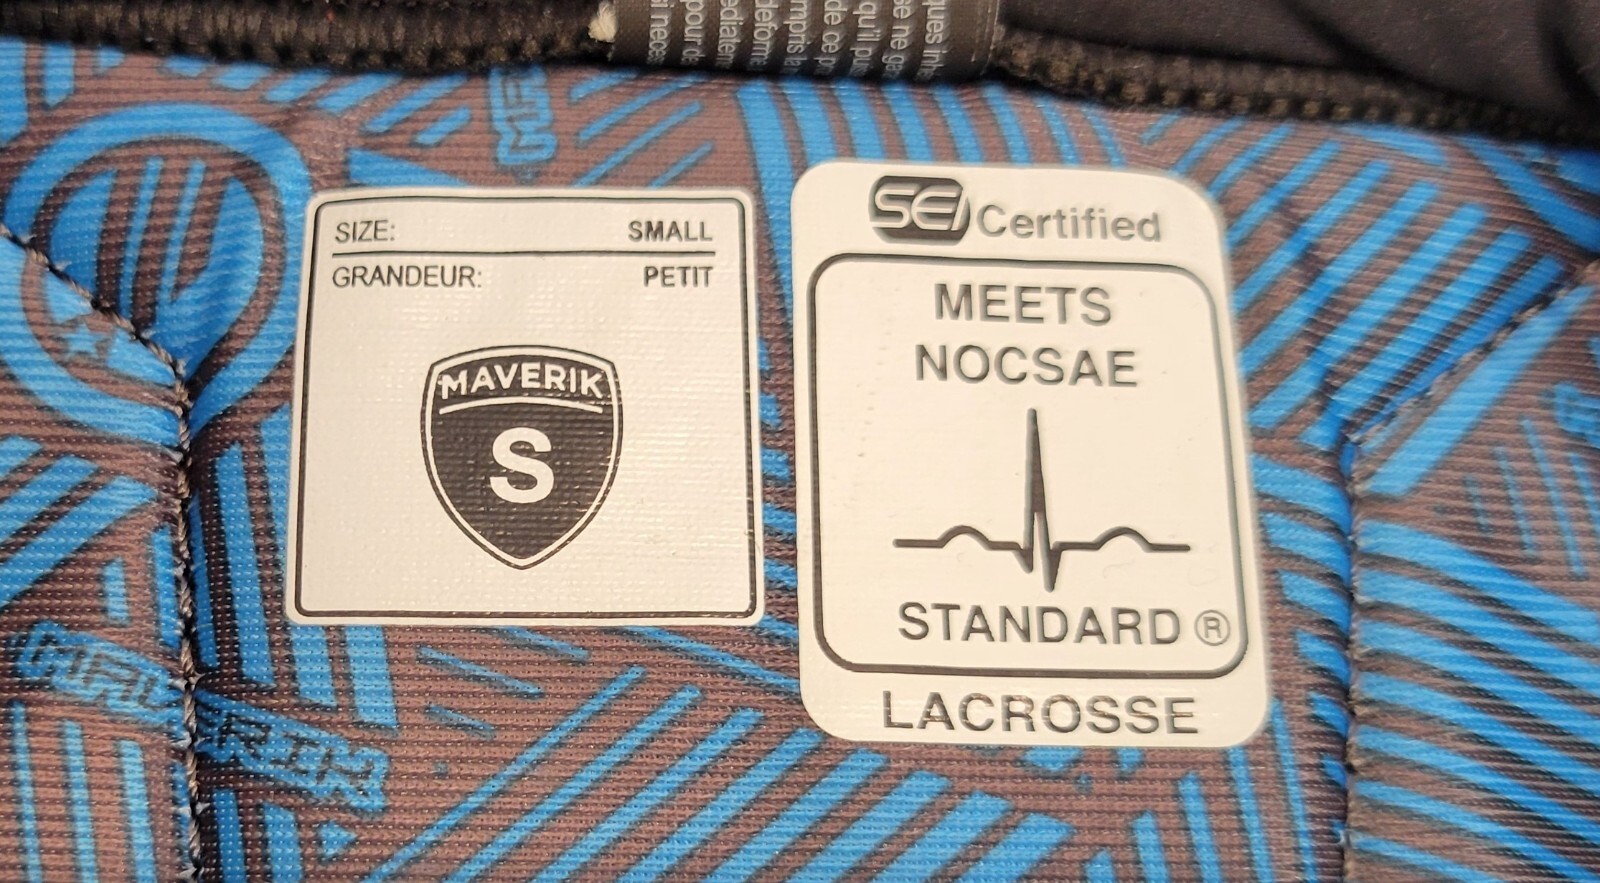 SIZE: SMALL
GRANDEUR: PETIT
MAVERIK
S
SEI Certified
MEETS
NOCSAE
STANDARD®
LACROSSE